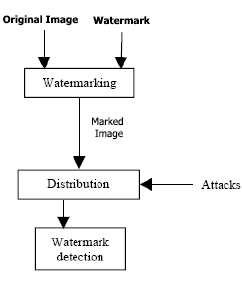 Original Image Watermark
Watermarking
Marked
Image
Distribution
Attacks
Watermark
detection